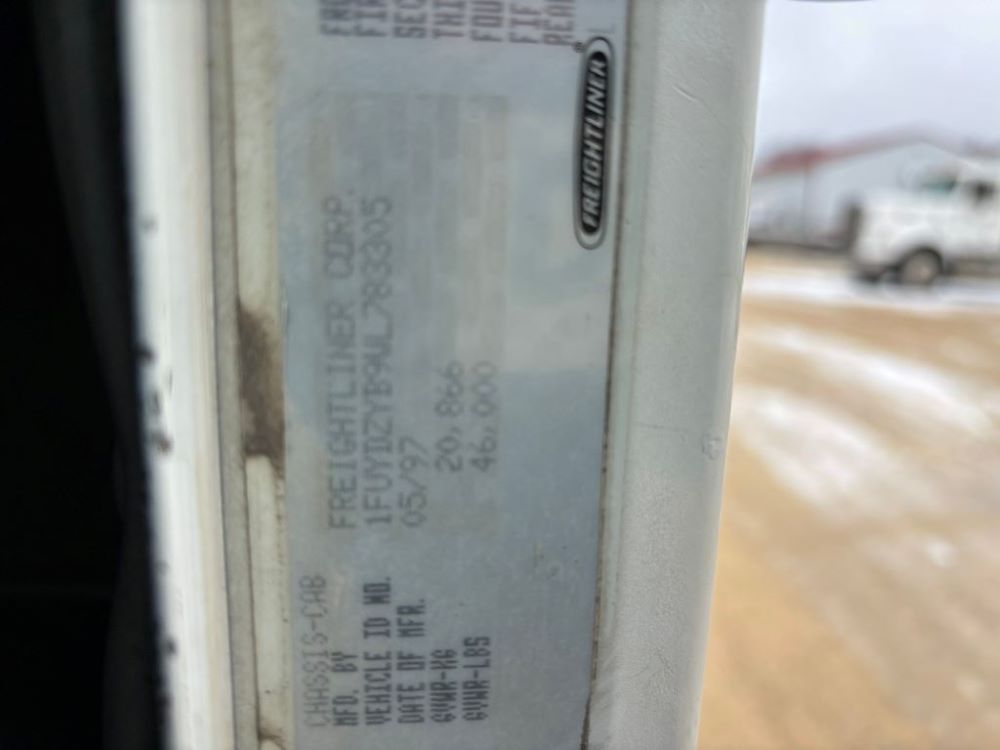 CHASSIS-CAB
MFD. BY FREIGHTLINER CORP.
VEHICLE ID NO. 1FUYDZYB9VL783305
DATE OF MFR. 05/97
GVWR-KG 20,866
GVWR-LBS 46,000
FREIGHTLINER